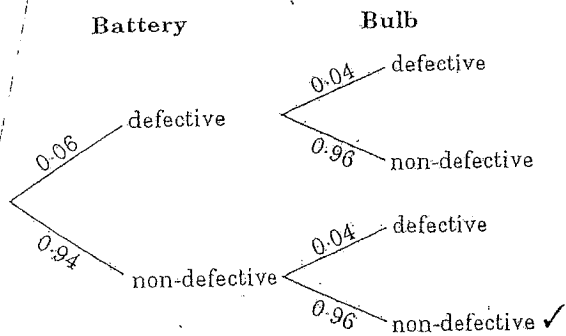 Battery Bulb
0·04 defective
defective
0·06
0·96 non-defective
0·04 defective
0·94
non-defective
0·96 non-defective ✓